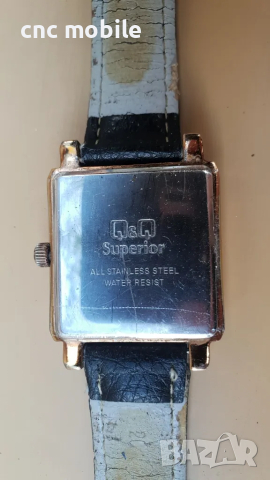 cnc mobile
Q&Q
Superior
ALL STAINLESS STEEL
WATER RESIST
BAZAR